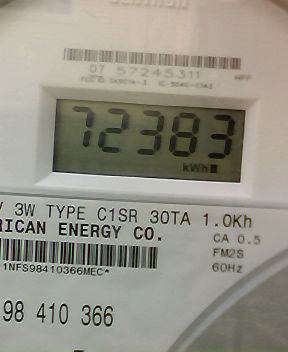 07 57245311
72383
kWh
V 3W TYPE C1SR 30TA 1.0Kh
RICAN ENERGY CO.
CA 0.5
FM2S
60Hz
1NFS98410366MEC*
98 410 366